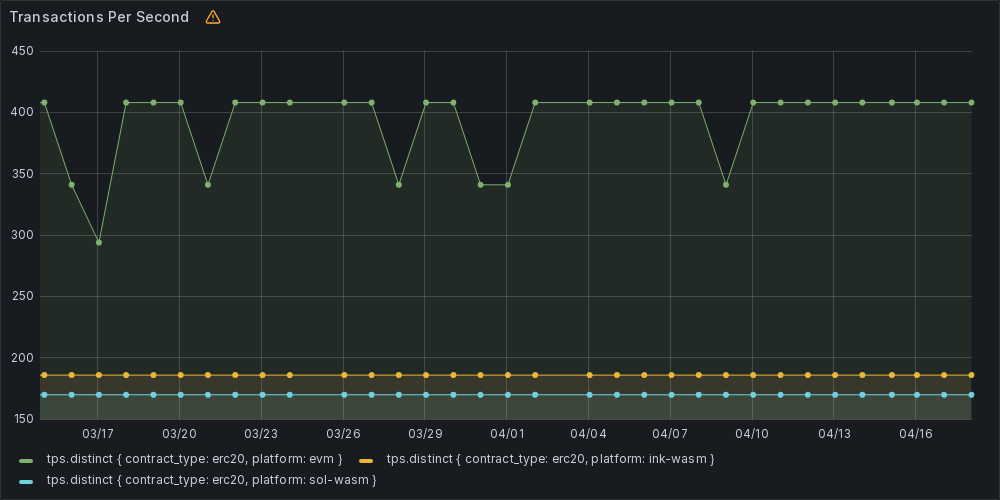 Transactions Per Second
450
400
350
300
250
200
150
03/17 03/20 03/23 03/26 03/29 04/01 04/04 04/07 04/10 04/13 04/16
tps.distinct { contract_type: erc20, platform: evm } tps.distinct { contract_type: erc20, platform: ink-wasm }
tps.distinct { contract_type: erc20, platform: sol-wasm }